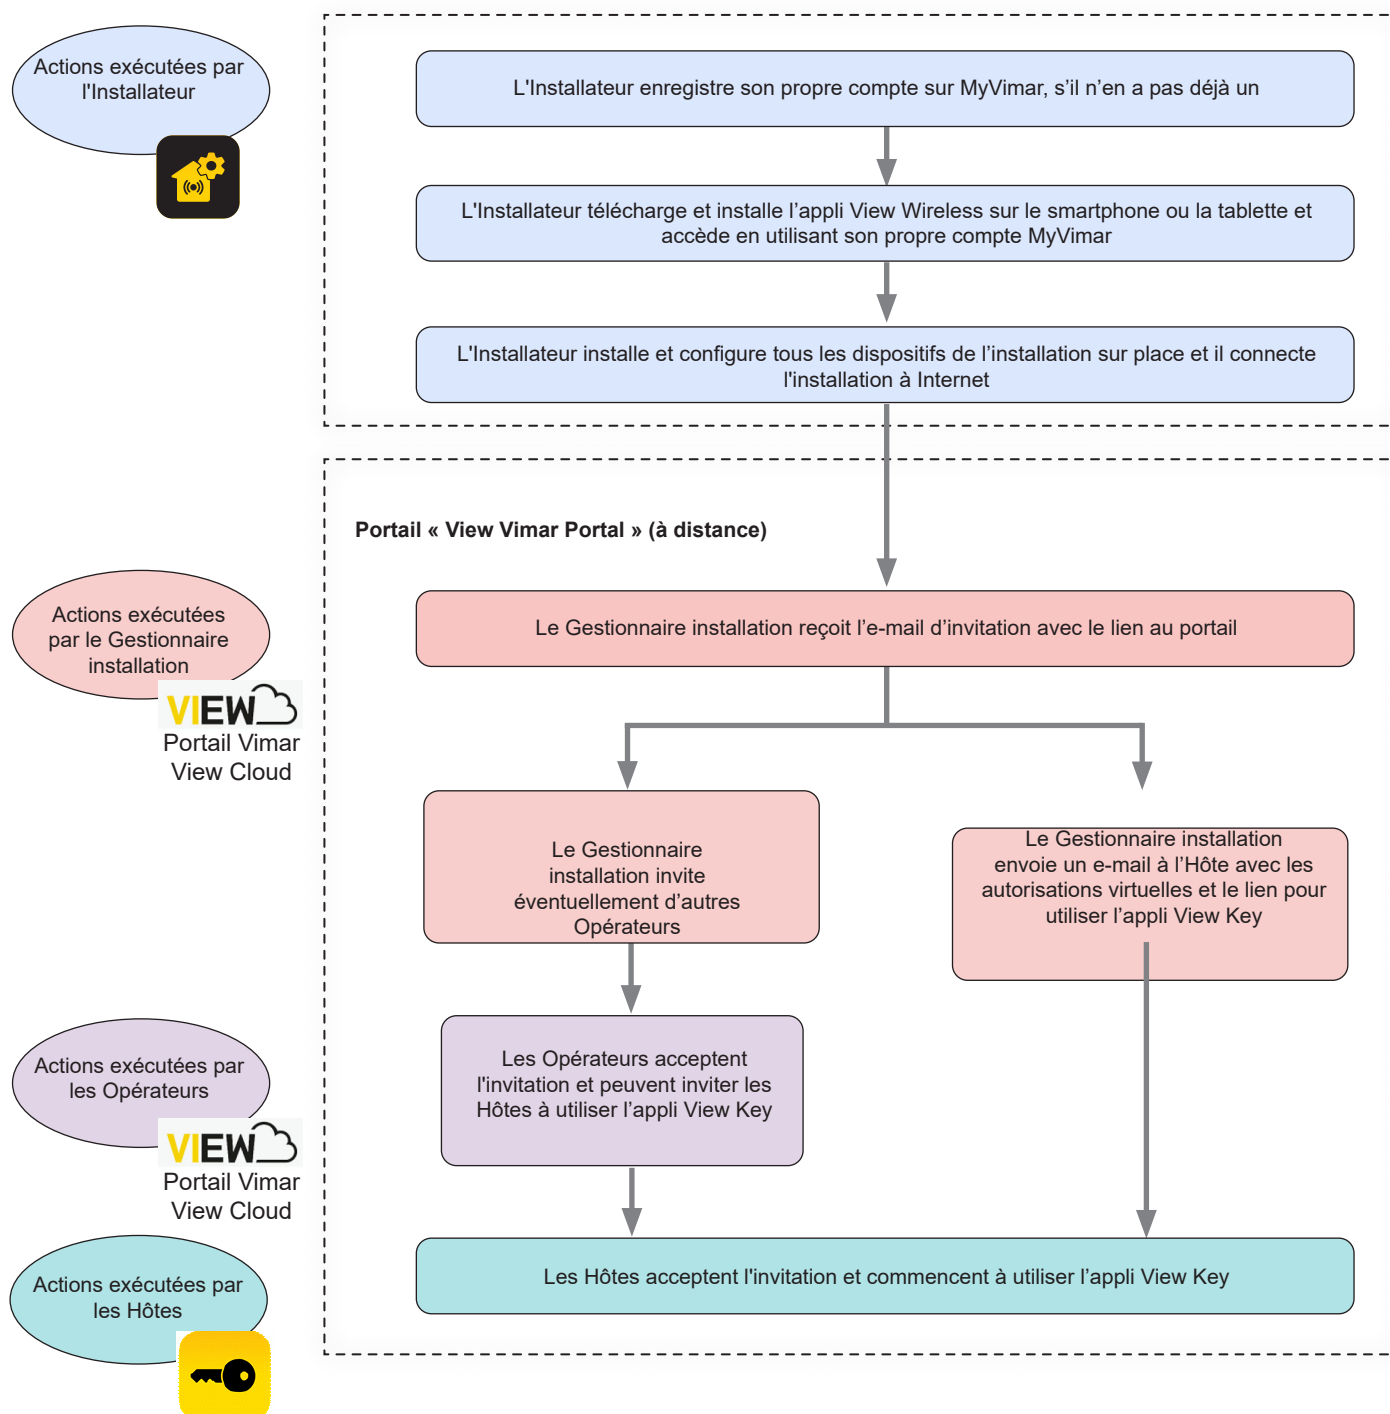 Actions exécutées par
l'Installateur
L'Installateur enregistre son propre compte sur MyVimar, s’il n’en a pas déjà un
L'Installateur télécharge et installe l’appli View Wireless sur le smartphone ou la tablette et
accède en utilisant son propre compte MyVimar
L'Installateur installe et configure tous les dispositifs de l’installation sur place et il connecte
l'installation à Internet
Portail « View Vimar Portal » (à distance)
Actions exécutées
par le Gestionnaire
installation
VIEW
Portail Vimar
View Cloud
Le Gestionnaire installation reçoit l’e-mail d’invitation avec le lien au portail
Le Gestionnaire
installation invite
éventuellement d’autres
Opérateurs
Le Gestionnaire installation
envoie un e-mail à l’Hôte avec les
autorisations virtuelles et le lien pour
utiliser l’appli View Key
Actions exécutées par
les Opérateurs
VIEW
Portail Vimar
View Cloud
Les Opérateurs acceptent
l'invitation et peuvent inviter les
Hôtes à utiliser l’appli View Key
Actions exécutées par
les Hôtes
Les Hôtes acceptent l'invitation et commencent à utiliser l’appli View Key